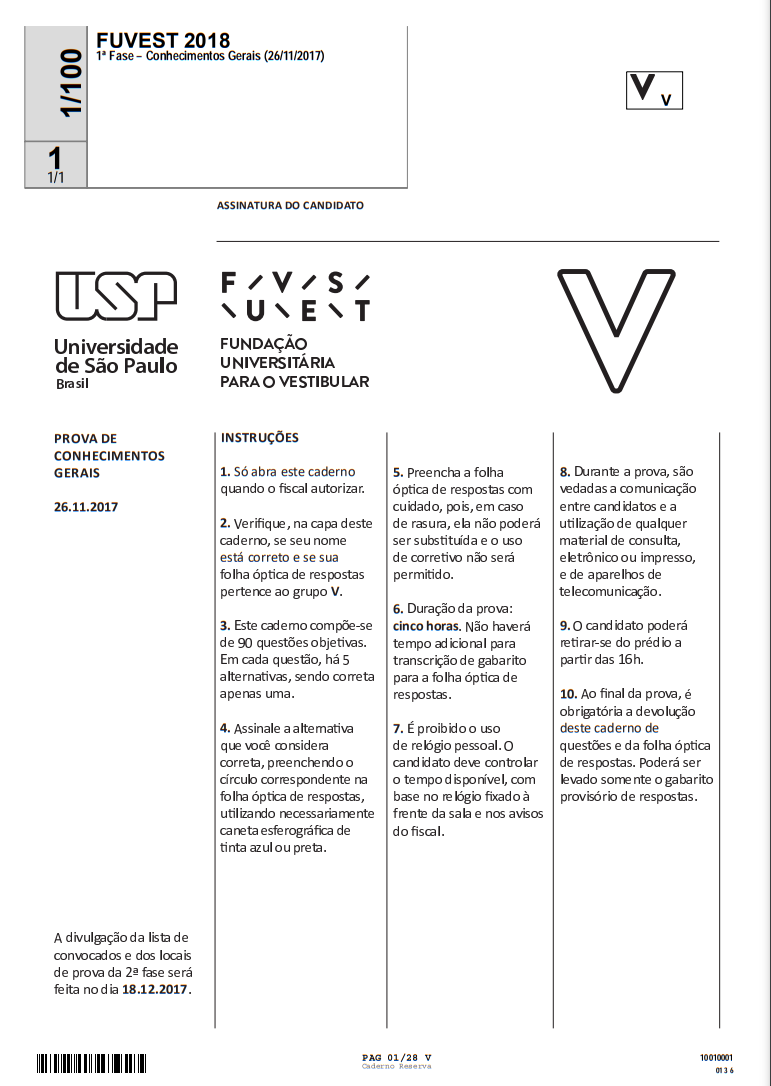 FUVEST 2018
1ª Fase – Conhecimentos Gerais (26/11/2017)
1/100
1
1/1
V V
ASSINATURA DO CANDIDATO
USP
Universidade
de São Paulo
Brasil
FUVEST
FUNDAÇÃO
UNIVERSITÁRIA
PARA O VESTIBULAR
V
PROVA DE
CONHECIMENTOS
GERAIS
26.11.2017
INSTRUÇÕES
1. Só abra este caderno
quando o fiscal autorizar.
2. Verifique, na capa deste
caderno, se seu nome
está correto e se sua
folha óptica de respostas
pertence ao grupo V.
3. Este caderno compõe-se
de 90 questões objetivas.
Em cada questão, há 5
alternativas, sendo correta
apenas uma.
4. Assinale a alternativa
que você considera
correta, preenchendo o
círculo correspondente na
folha óptica de respostas,
utilizando necessariamente
caneta esferográfica de
tinta azul ou preta.
5. Preencha a folha
óptica de respostas com
cuidado, pois, em caso
de rasura, ela não poderá
ser substituída e o uso
de corretivo não será
permitido.
6. Duração da prova:
cinco horas. Não haverá
tempo adicional para
transcrição de gabarito
para a folha óptica de
respostas.
7. É proibido o uso
de relógio pessoal. O
candidato deve controlar
o tempo disponível, com
base no relógio fixado à
frente da sala e nos avisos
do fiscal.
8. Durante a prova, são
vedadas a comunicação
entre candidatos e a
utilização de qualquer
material de consulta,
eletrônico ou impresso,
e de aparelhos de
telecomunicação.
9. O candidato poderá
retirar-se do prédio a
partir das 16h.
10. Ao final da prova, é
obrigatória a devolução
deste caderno de
questões e da folha óptica
de respostas. Poderá ser
levado somente o gabarito
provisório de respostas.
A divulgação da lista de
convocados e dos locais
de prova da 2ª fase será
feita no dia 18.12.2017.
PAG 01/28 V
Caderno Reserva
10010001
0136